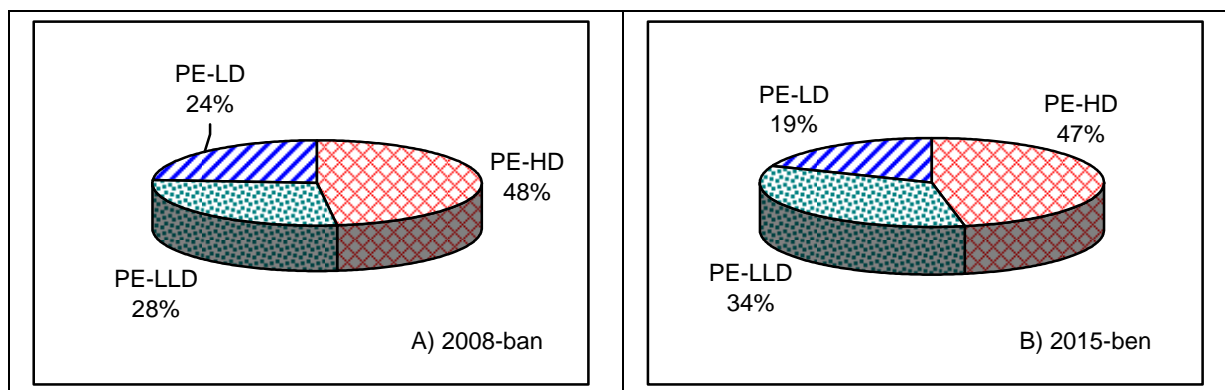 PE-LD
24%
PE-HD
48%
PE-LLD
28%
A) 2008-ban
PE-LD
19%
PE-HD
47%
PE-LLD
34%
B) 2015-ben